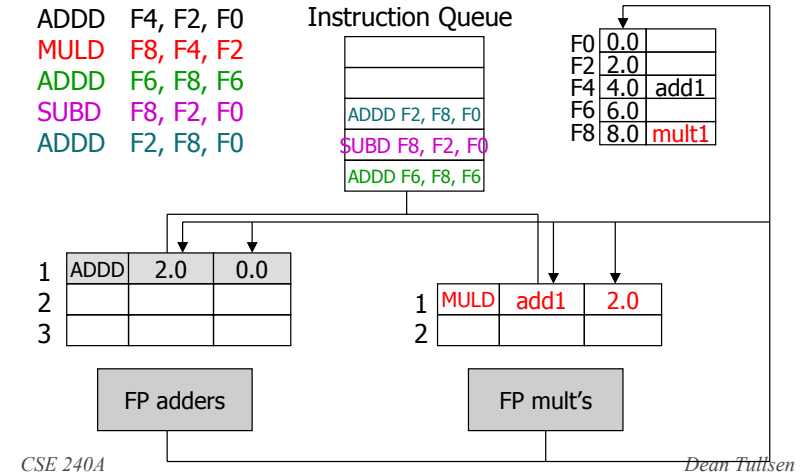 ADDD F4, F2, F0
MULD F8, F4, F2
ADDD F6, F8, F6
SUBD F8, F2, F0
ADDD F2, F8, F0
Instruction Queue
ADDD F2, F8, F0
SUBD F8, F2, F0
ADDD F6, F8, F6
F0 0.0
F2 2.0
F4 4.0 add1
F6 6.0
F8 8.0 mult1
1 ADDD 2.0 0.0
2
3
1 MULD add1 2.0
2
FP adders
FP mult's
CSE 240A
Dean Tullsen